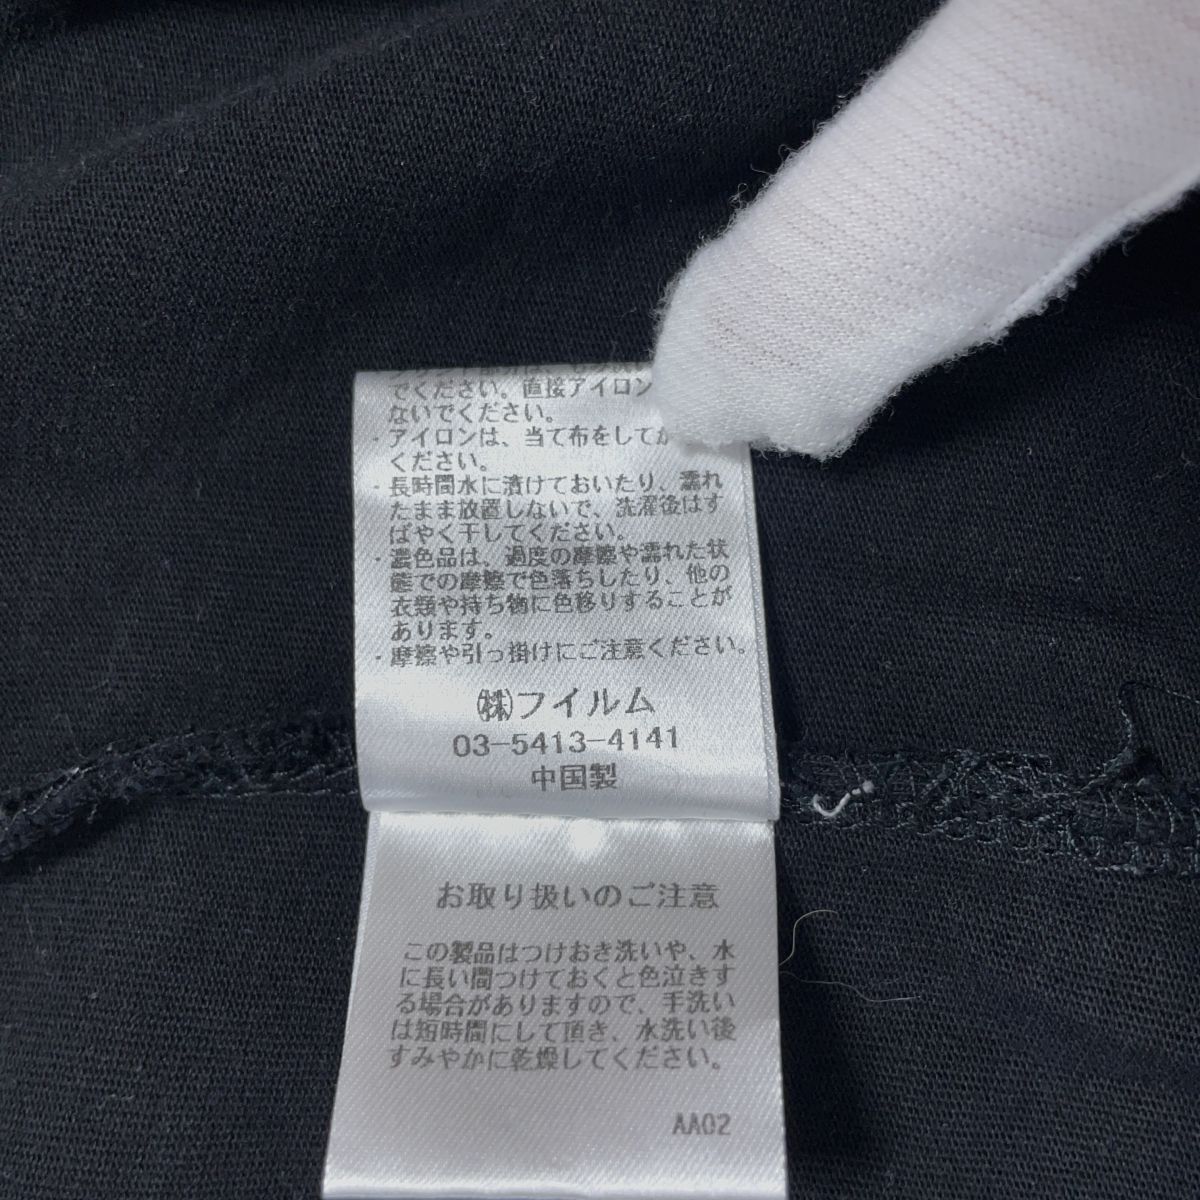 でください。直接アイロン
ないでください。
・アイロンは、当て布をしてか
ください。
・長時間水に漬けておいたり、濡れ
たまま放置しないで、洗濯後はす
ばやく干してください。
・濃色品は、過度の摩擦や濡れた状
態での摩擦で色落ちしたり、他の
衣類や持ち物に色移りすることが
あります。
・摩擦や引っ掛けにご注意ください。
㈱フイルム
03-5413-4141
中国製
お取り扱いのご注意
この製品はつけおき洗いや、水
に長い間つけておくと色泣きす
る場合がありますので、手洗い
は短時間にして頂き、水洗い後
すみやかに乾燥してください。
AA02